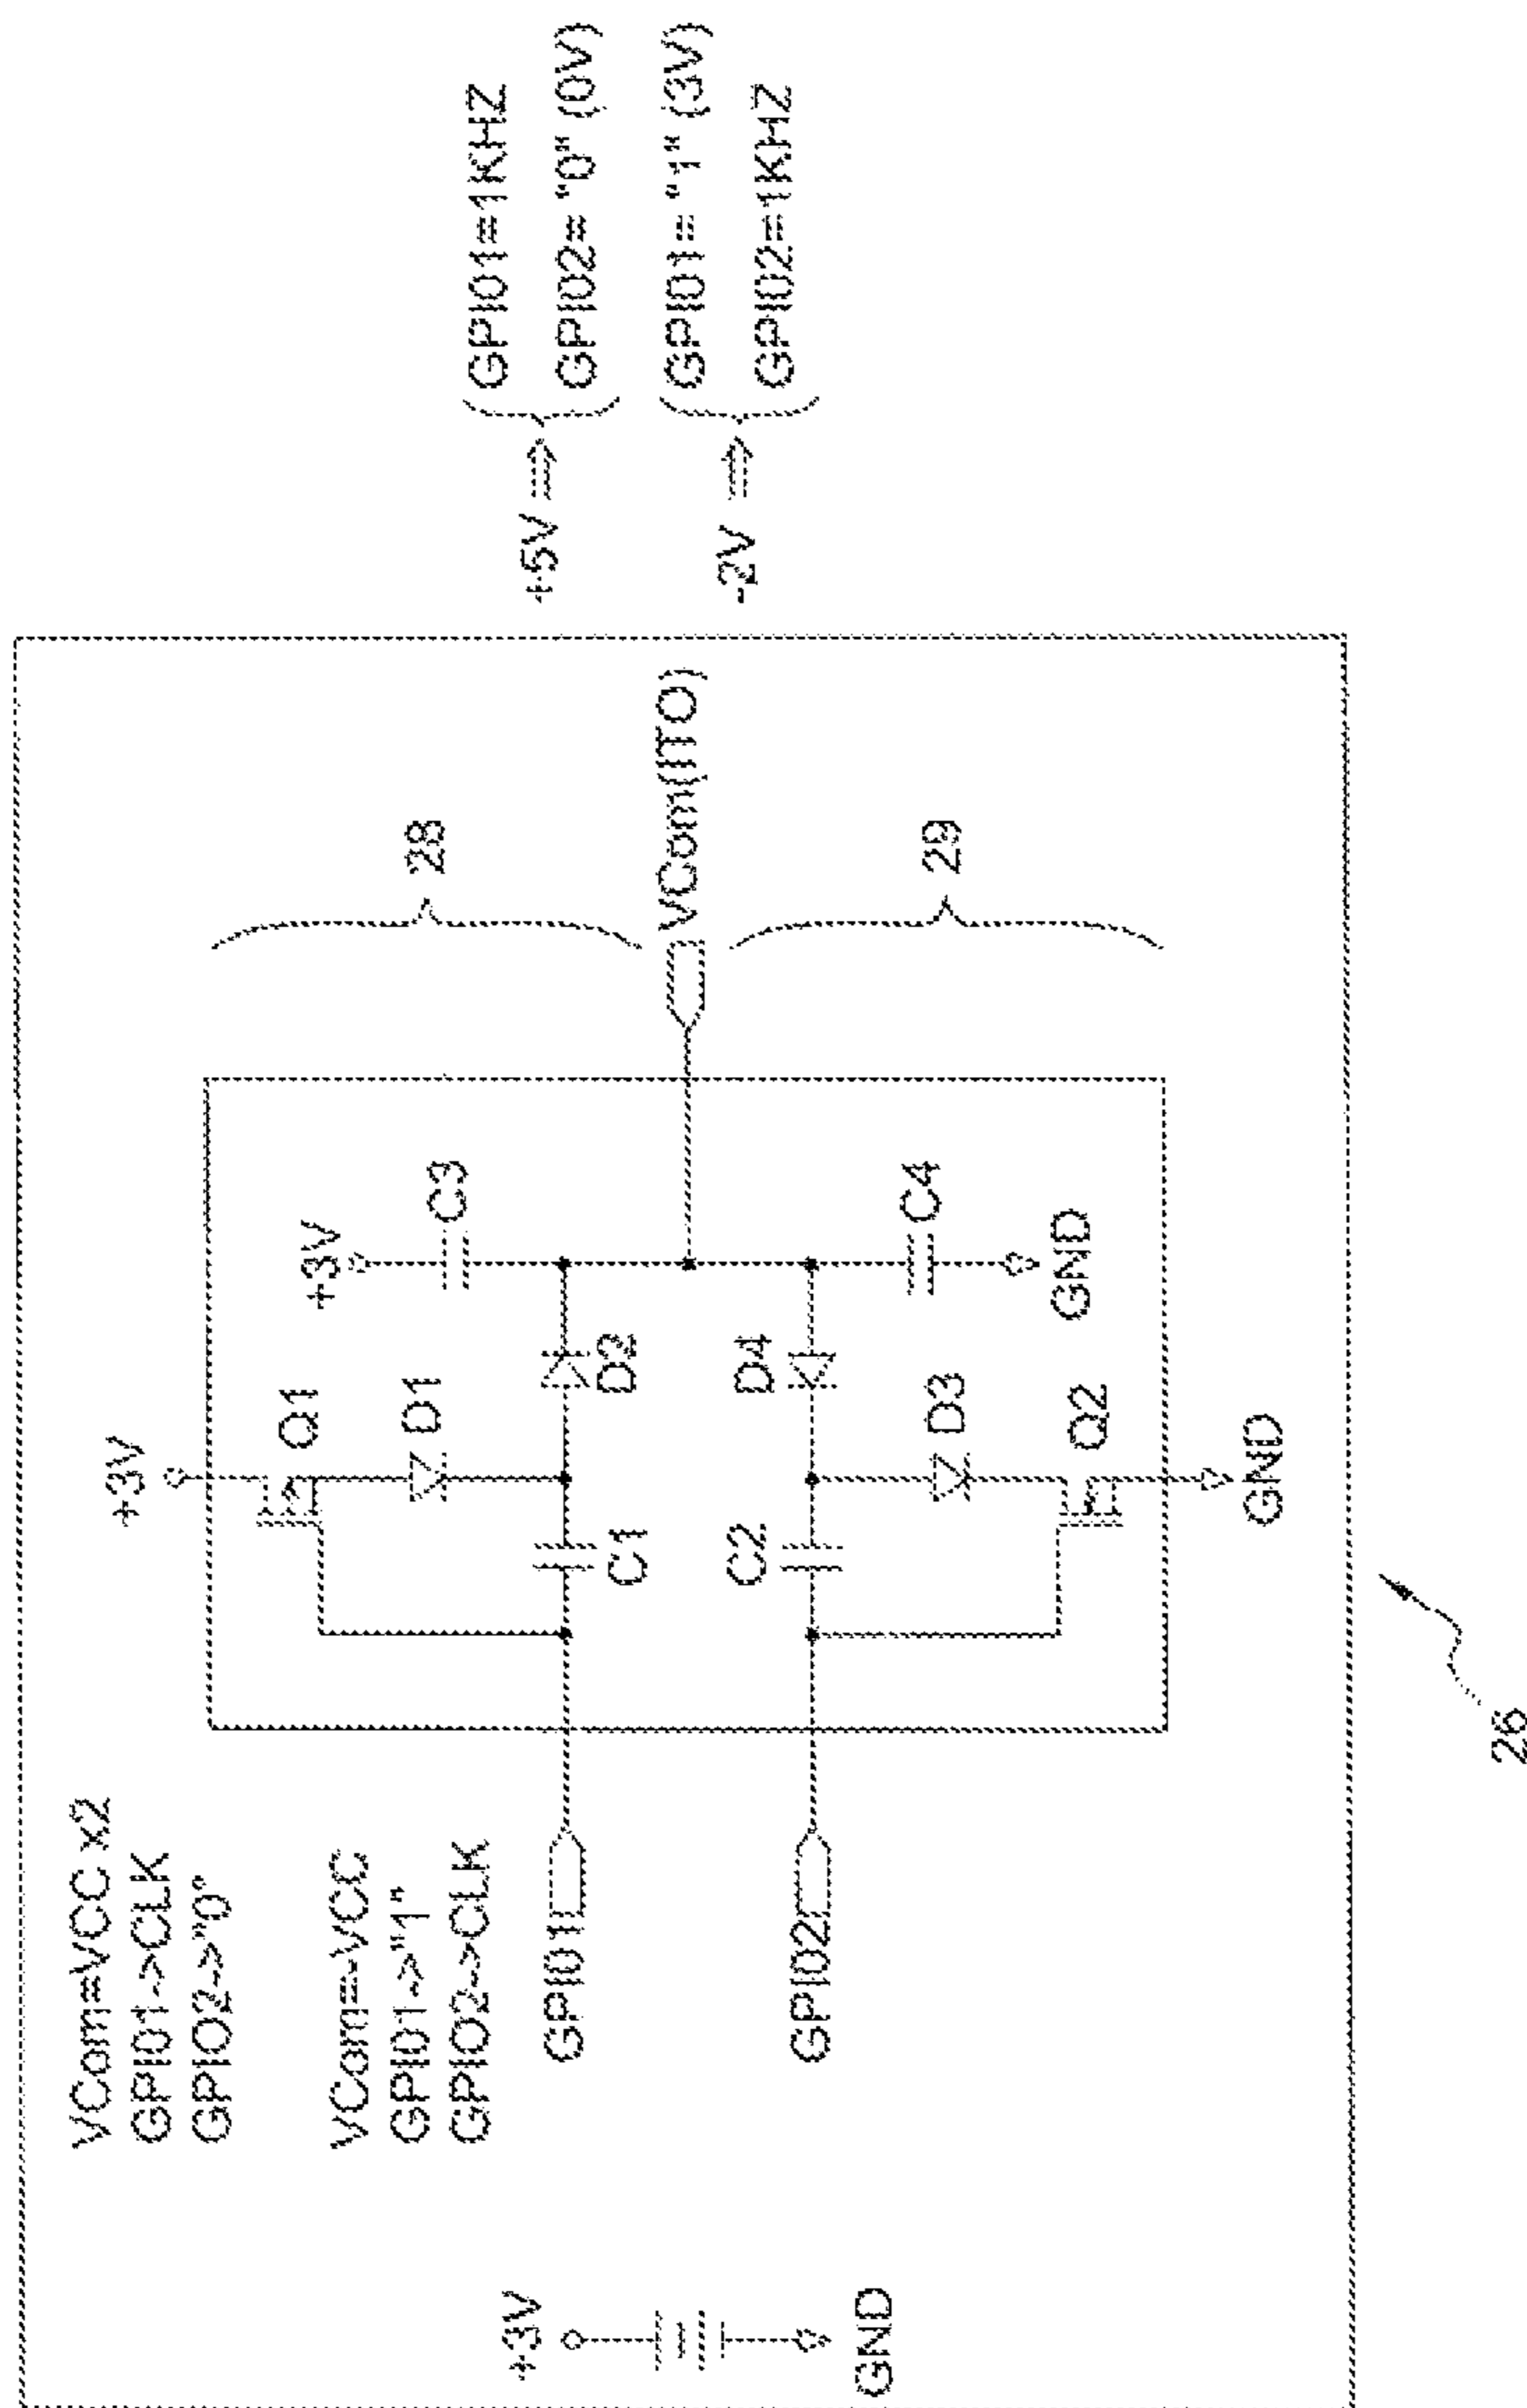 VCom=VCC x2
GPIO1->CLK
GPIO2->"0"
VCom=-VCC
GPIO1->"1"
GPIO2->CLK
+3V
GND
GPIO1
GPIO2
+3V
Q1
D1
C1
+3V
C3
D2
C2
D4
D3
Q2
GND
C4
GND
VCom(ITO)
28
29
+5V ⇒ GPIO1=1KHZ
GPIO2="0" (0V)
-2V ⇒ GPIO1="1" (3V)
GPIO2=1KHZ
26